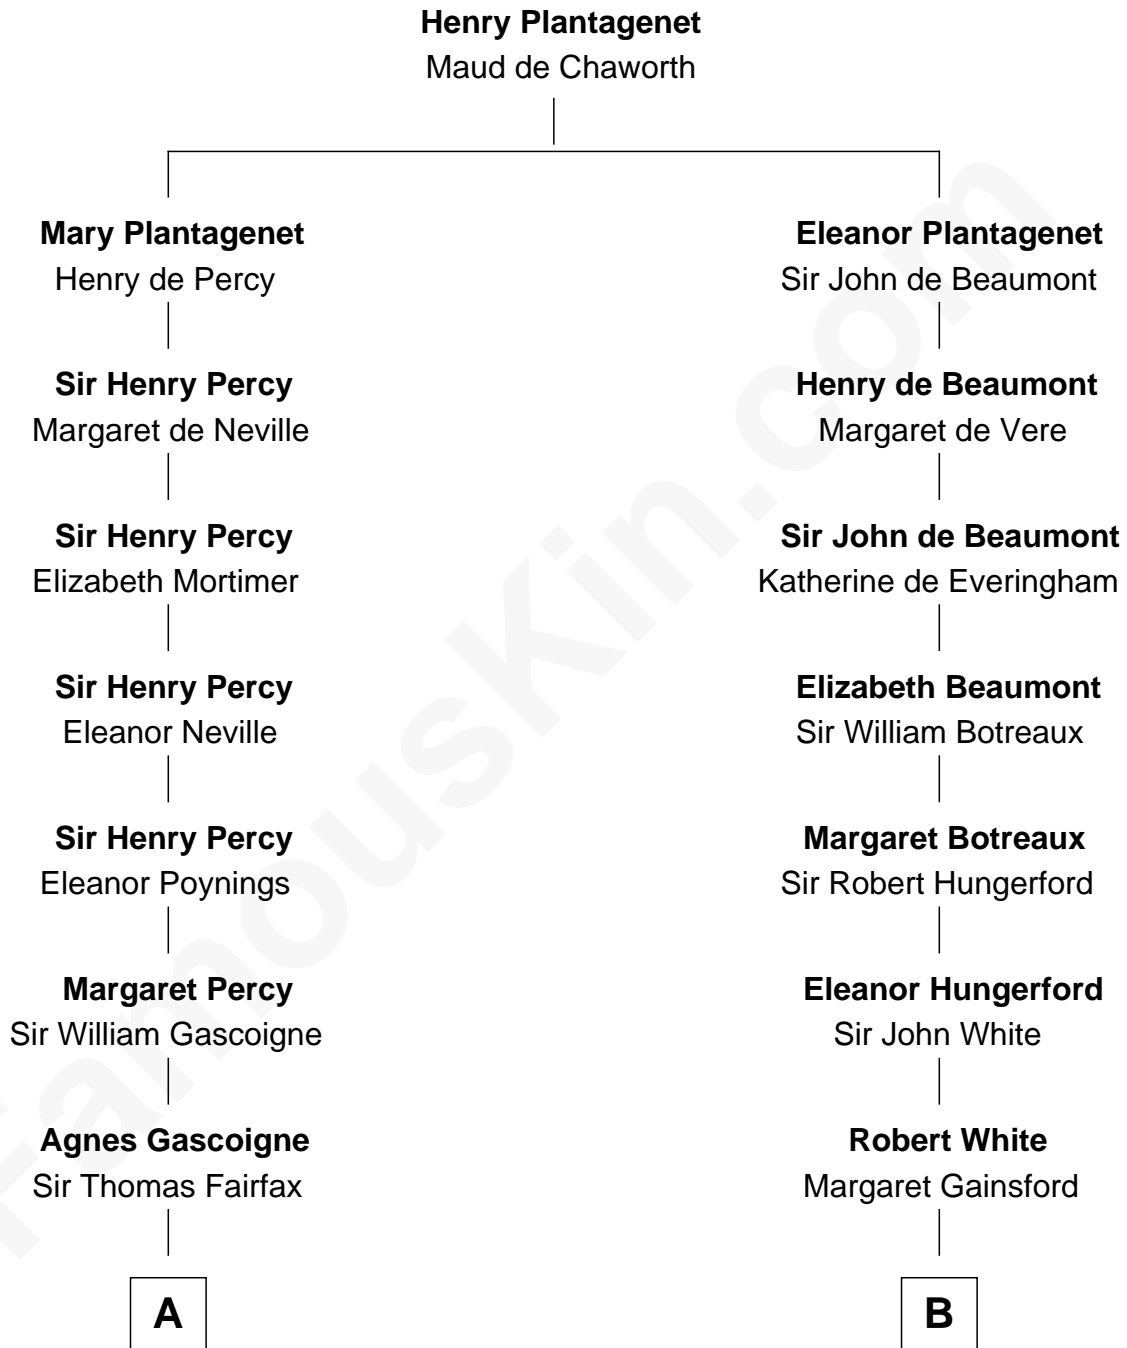 Henry Plantagenet
Maud de Chaworth
Mary Plantagenet
Henry de Percy
Eleanor Plantagenet
Sir John de Beaumont
Sir Henry Percy
Margaret de Neville
Henry de Beaumont
Margaret de Vere
Sir Henry Percy
Elizabeth Mortimer
Sir John de Beaumont
Katherine de Everingham
Sir Henry Percy
Eleanor Neville
Elizabeth Beaumont
Sir William Botreaux
Sir Henry Percy
Eleanor Poynings
Margaret Botreaux
Sir Robert Hungerford
Margaret Percy
Sir William Gascoigne
Eleanor Hungerford
Sir John White
Agnes Gascoigne
Sir Thomas Fairfax
Robert White
Margaret Gainsford
A
B
FamousKin.com